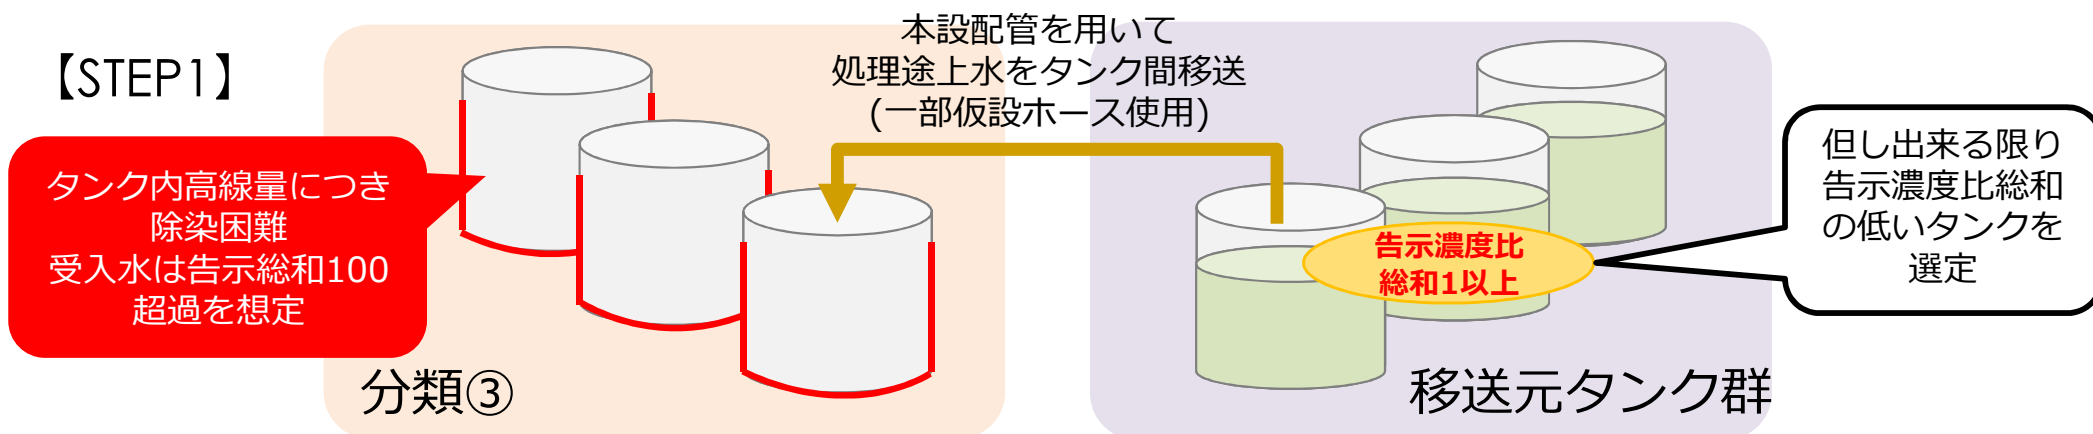 【STEP1】
本設配管を用いて
処理途上水をタンク間移送
(一部仮設ホース使用)
タンク内高線量につき
除染困難
受入水は告示総和100
超過を想定
告示濃度比
総和1以上
但し出来る限り
告示濃度比総和
の低いタンクを
選定
分類③
移送元タンク群